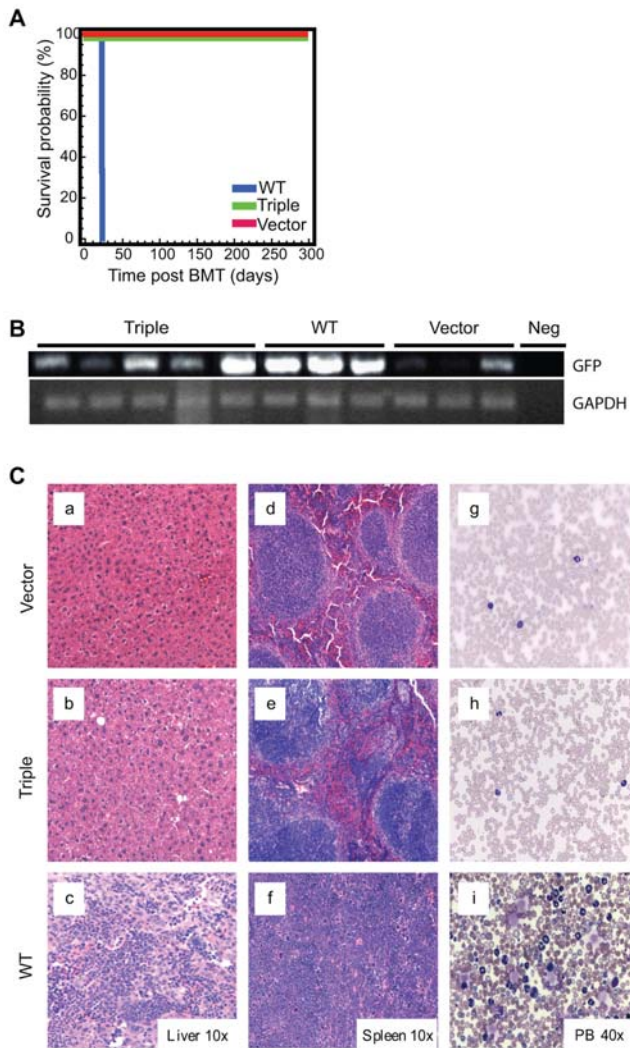 A
Survival probability (%)
100
80
60
40
20
0
WT
Triple
Vector
0 50 100 150 200 250 300
Time post BMT (days)
B
Triple WT Vector Neg
GFP
GAPDH
C
Vector
a d g
Triple
b e h
WT
c f i
Liver 10x Spleen 10x PB 40x